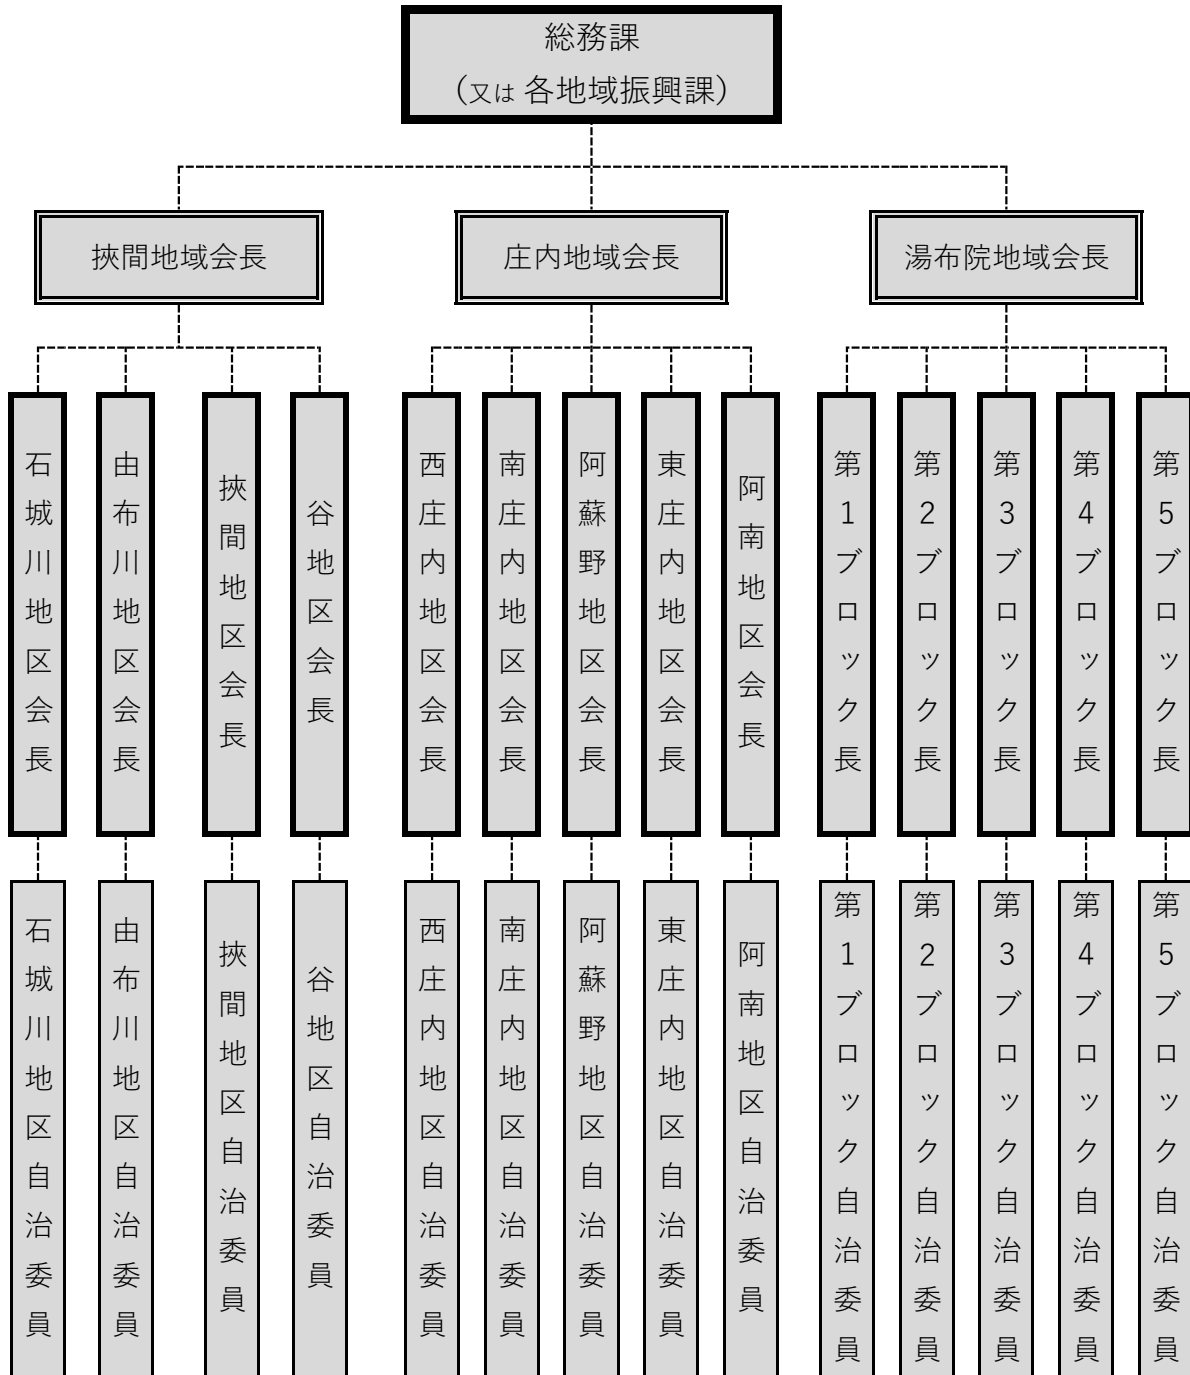 総務課
（又は 各地域振興課）
挾間地域会長
庄内地域会長
湯布院地域会長
石城川地区会長
由布川地区会長
挾間地区会長
谷地区会長
西庄内地区会長
南庄内地区会長
阿蘇野地区会長
東庄内地区会長
阿南地区会長
第1ブロック長
第2ブロック長
第3ブロック長
第4ブロック長
第5ブロック長
石城川地区自治委員
由布川地区自治委員
挾間地区自治委員
谷地区自治委員
西庄内地区自治委員
南庄内地区自治委員
阿蘇野地区自治委員
東庄内地区自治委員
阿南地区自治委員
第1ブロック自治委員
第2ブロック自治委員
第3ブロック自治委員
第4ブロック自治委員
第5ブロック自治委員